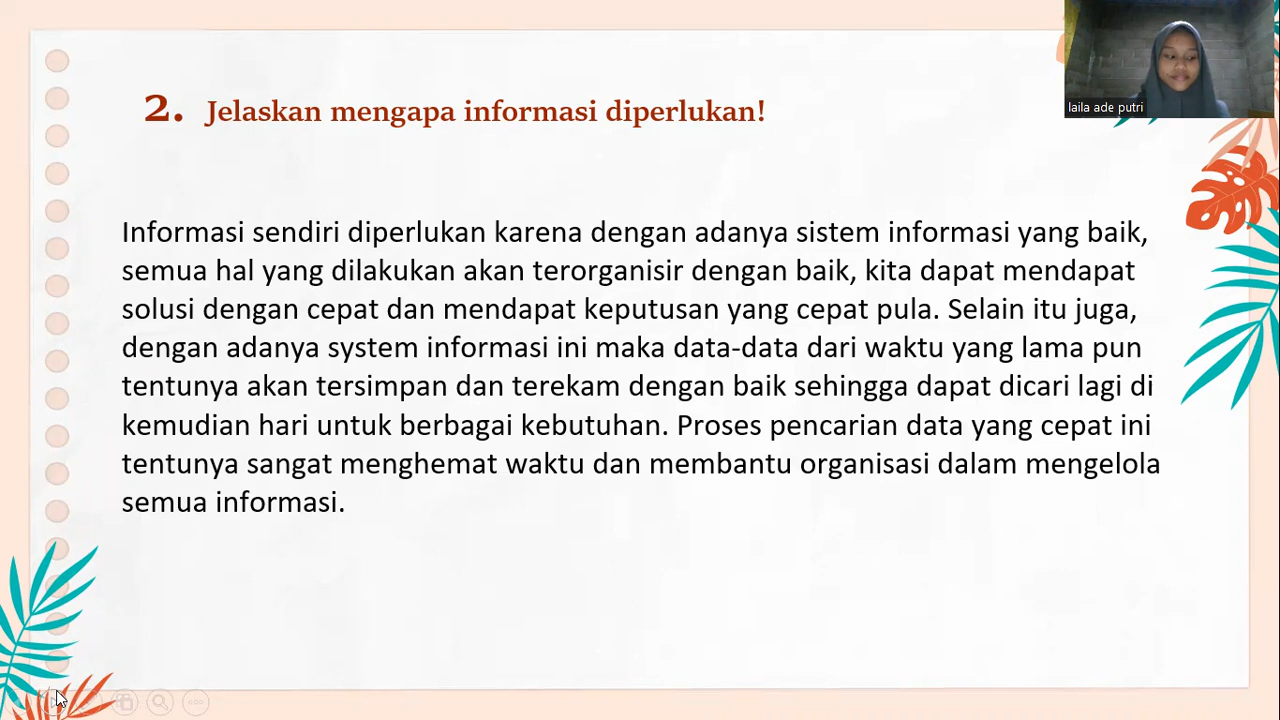 2. Jelaskan mengapa informasi diperlukan!
laila ade putri
Informasi sendiri diperlukan karena dengan adanya sistem informasi yang baik,
semua hal yang dilakukan akan terorganisir dengan baik, kita dapat mendapat
solusi dengan cepat dan mendapat keputusan yang cepat pula. Selain itu juga,
dengan adanya system informasi ini maka data-data dari waktu yang lama pun
tentunya akan tersimpan dan terekam dengan baik sehingga dapat dicari lagi di
kemudian hari untuk berbagai kebutuhan. Proses pencarian data yang cepat ini
tentunya sangat menghemat waktu dan membantu organisasi dalam mengelola
semua informasi.